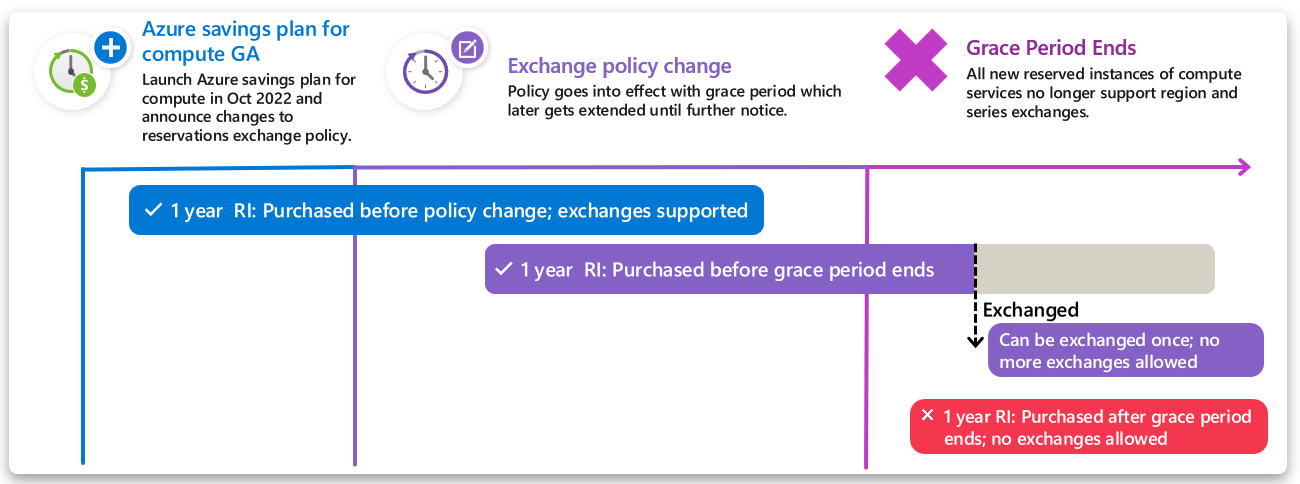 Azure savings plan for
compute GA
Launch Azure savings plan for
compute in Oct 2022 and
announce changes to
reservations exchange policy.
Exchange policy change
Policy goes into effect with grace period which
later gets extended until further notice.
Grace Period Ends
All new reserved instances of compute
services no longer support region and
series exchanges.
$
1 year RI: Purchased before policy change; exchanges supported
1 year RI: Purchased before grace period ends
Exchanged
Can be exchanged once; no
more exchanges allowed
1 year RI: Purchased after grace period
ends; no exchanges allowed